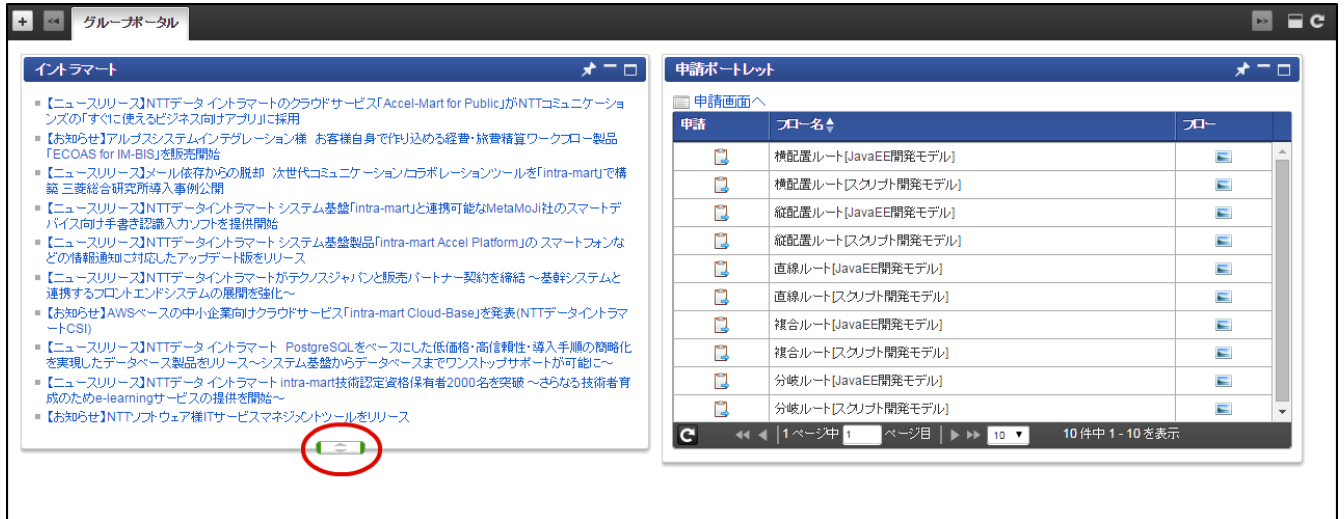 グループポータル
イントラマート
【ニュースリリース】NTTデータ イントラマートのクラウドサービス「Accel-Mart for Public」がNTTコミュニケーショ
ンズの「すぐに使えるビジネス向けアプリ」に採用
【お知らせ】アルプスシステムインテグレーション様 お客様自身で作り込める経費・旅費精算ワークフロー製品
「ECOAS for IM-BIS」を販売開始
【ニュースリリース】メール依存からの脱却 次世代コミュニケーション/コラボレーションツールを「intra-mart」で構
築 三菱総合研究所導入事例公開
【ニュースリリース】NTTデータイントラマート システム基盤「intra-mart」と連携可能なMetaMoJi社のスマートデ
バイス向け手書き認識入力ソフトを提供開始
【ニュースリリース】NTTデータイントラマート システム基盤製品「intra-mart Accel Platform」の スマートフォンな
どの情報通知に対応したアップデート版をリリース
【ニュースリリース】NTTデータイントラマートがテクノスジャパンと販売パートナー契約を締結 ～基幹システムと
連携するフロントエンドシステムの展開を強化～
【お知らせ】AWSベースの中小企業向けクラウドサービス「intra-mart Cloud-Base」を発表(NTTデータイントラマ
ートCSI)
【ニュースリリース】NTTデータ イントラマート PostgreSQLをベースにした低価格・高信頼性・導入手順の簡略化
を実現したデータベース製品をリリース～システム基盤からデータベースまでワンストップサポートが可能に～
【ニュースリリース】NTTデータ イントラマート intra-mart技術認定資格保有者2000名を突破 ～さらなる技術者育
成のためe-learningサービスの提供を開始～
【お知らせ】NTTソフトウェア様ITサービスマネジメントツールをリリース
申請ポートレット
申請画面へ
申請 フロー名 フロー
横配置ルート[JavaEE開発モデル]
横配置ルート[スクリプト開発モデル]
縦配置ルート[JavaEE開発モデル]
縦配置ルート[スクリプト開発モデル]
直線ルート[JavaEE開発モデル]
直線ルート[スクリプト開発モデル]
複合ルート[JavaEE開発モデル]
複合ルート[スクリプト開発モデル]
分岐ルート[JavaEE開発モデル]
分岐ルート[スクリプト開発モデル]
1 ページ中 1 ページ目 10 10 件中 1 - 10 を表示